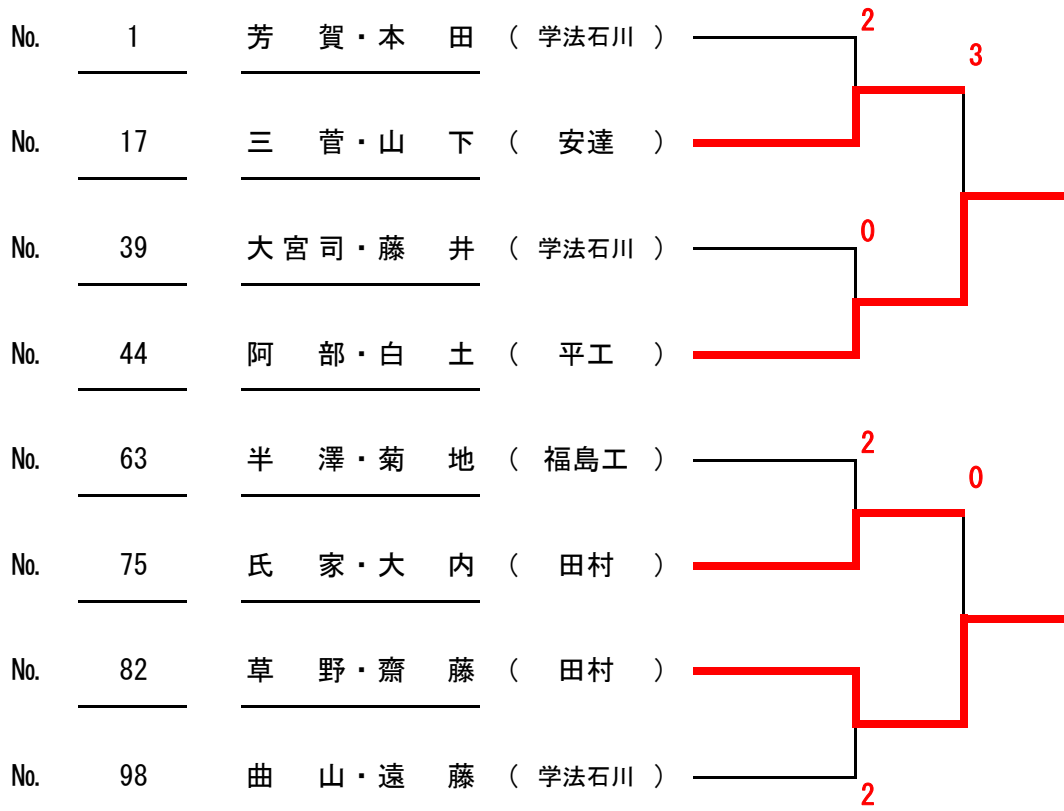 2
№ 1 芳 賀・本 田 ( 学法石川 )
3
№ 17 三 菅・山 下 ( 安達 )
0
№ 39 大宮司・藤 井 ( 学法石川 )
№ 44 阿 部・白 土 ( 平工 )
2
№ 63 半 澤・菊 地 ( 福島工 )
0
№ 75 氏 家・大 内 ( 田村 )
№ 82 草 野・齋 藤 ( 田村 )
№ 98 曲 山・遠 藤 ( 学法石川 )
2